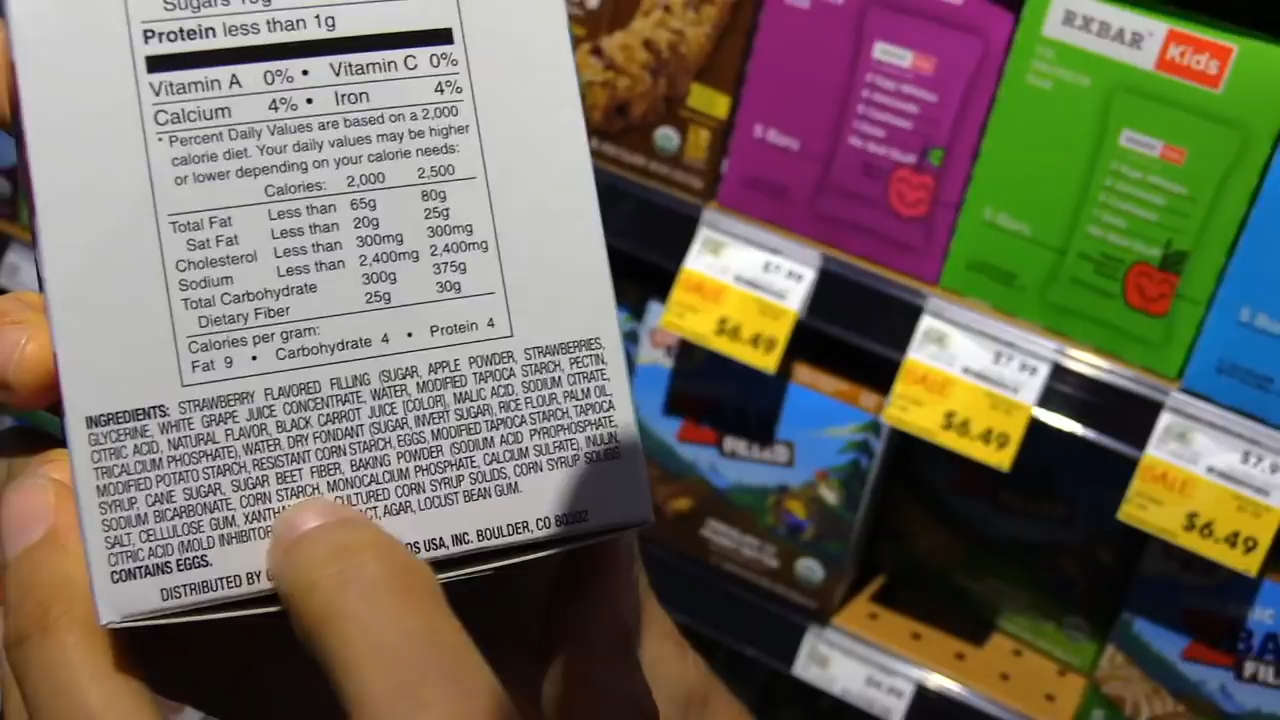 Sugars
Protein less than 1g
Vitamin A 0% • Vitamin C 0%
Calcium 4% • Iron 4%
* Percent Daily Values are based on a 2,000
calorie diet. Your daily values may be higher
or lower depending on your calorie needs:
Calories: 2,000 2,500
Total Fat Less than 65g 80g
Sat Fat Less than 20g 25g
Cholesterol Less than 300mg 300mg
Sodium Less than 2,400mg 2,400mg
Total Carbohydrate 300g 375g
Dietary Fiber 25g 30g
Calories per gram:
Fat 9 • Carbohydrate 4 • Protein 4
INGREDIENTS: STRAWBERRY FLAVORED FILLING (SUGAR, APPLE POWDER, STRAWBERRIES,
GLYCERINE, WHITE GRAPE JUICE CONCENTRATE, WATER, MODIFIED TAPIOCA STARCH, PECTIN,
CITRIC ACID, NATURAL FLAVOR, BLACK CARROT JUICE [COLOR], MALIC ACID, SODIUM CITRATE,
TRICALCIUM PHOSPHATE), WATER, DRY FONDANT (SUGAR, INVERT SUGAR), RICE FLOUR, PALM OIL,
MODIFIED POTATO STARCH, RESISTANT CORN STARCH, EGGS, MODIFIED TAPIOCA STARCH, TAPIOCA
SYRUP, CANE SUGAR, SUGAR BEET FIBER, BAKING POWDER (SODIUM ACID PYROPHOSPHATE,
SODIUM BICARBONATE, CORN STARCH, MONOCALCIUM PHOSPHATE, CALCIUM SULFATE), INULIN,
SALT, CELLULOSE GUM, CULTURED CORN SYRUP SOLIDS, CORN SYRUP SOLIDS,
CITRIC ACID (MOLD INHIBITOR AGAR, LOCUST BEAN GUM.
CONTAINS EGGS.
DISTRIBUTED BY USA, INC. BOULDER, CO
RXBAR Kids
5 Bars
SALE
$6.49
$7.99
SALE
$6.49
SALE
$6.49
FILLED